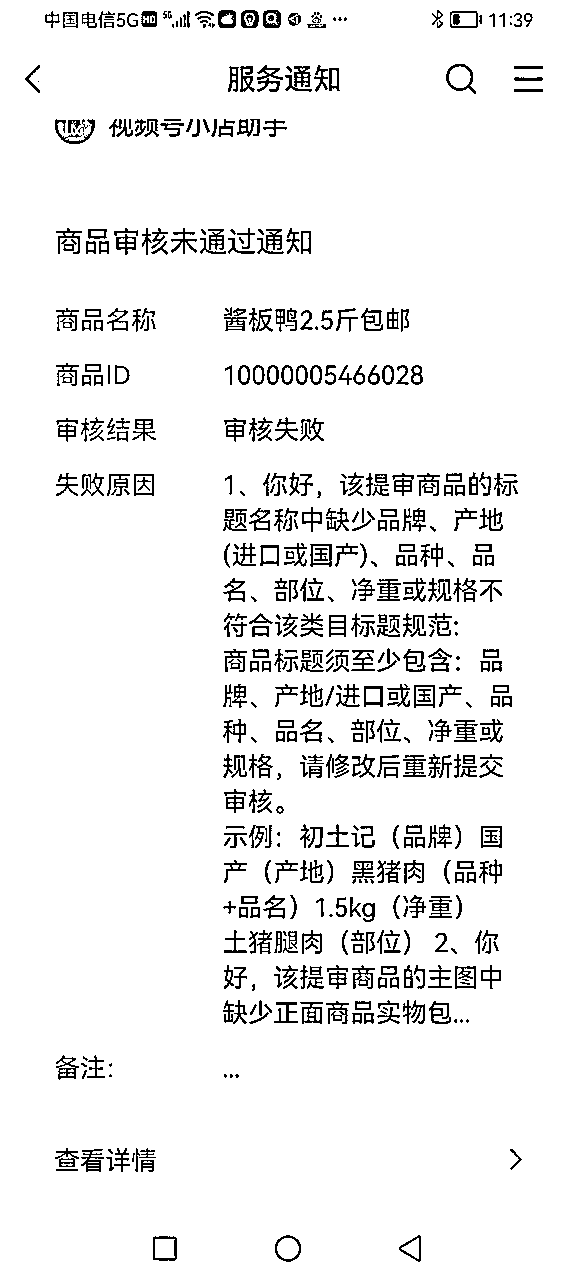 中国电信5G HD 5G 11:39
服务通知
视频号小店助手
商品审核未通过通知
商品名称 酱板鸭2.5斤包邮
商品ID 10000005466028
审核结果 审核失败
失败原因 1、你好，该提审商品的标
题名称中缺少品牌、产地
(进口或国产)、品种、品
名、部位、净重或规格不
符合该类目标题规范:
商品标题须至少包含：品
牌、产地/进口或国产、品
种、品名、部位、净重或
规格，请修改后重新提交
审核。
示例：初土记（品牌）国
产（产地）黑猪肉（品种
+品名）1.5kg（净重）
土猪腿肉（部位） 2、你
好，该提审商品的主图中
缺少正面商品实物包...
备注: ...
查看详情